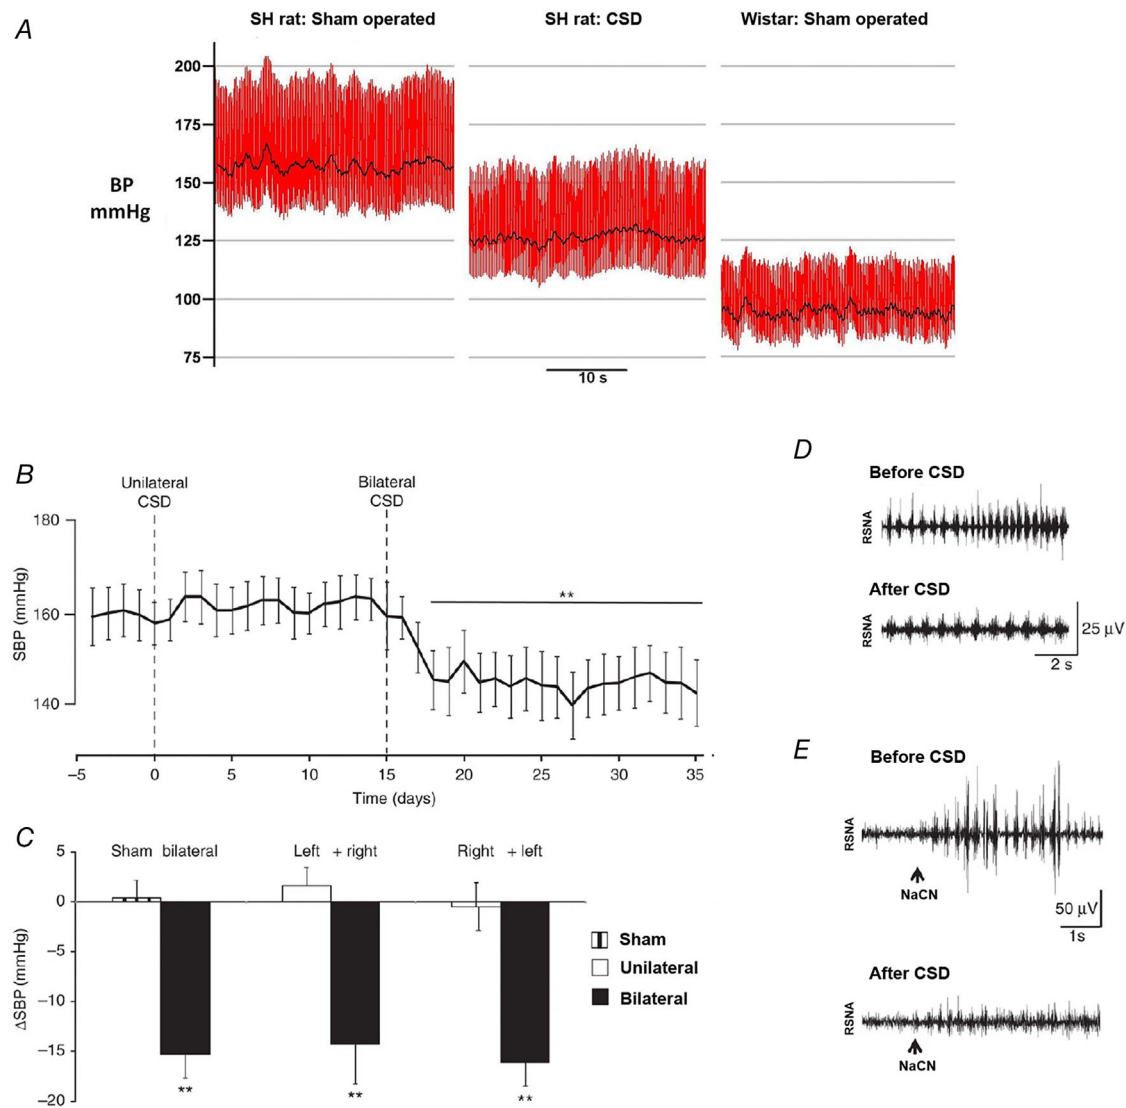 A
SH rat: Sham operated
SH rat: CSD
Wistar: Sham operated
BP
mmHg
200
175
150
125
100
75
10 s
B
Unilateral
CSD
Bilateral
CSD
180
160
140
SBP (mmHg)
**
−5
0
5
10
15
20
25
30
35
Time (days)
C
5
0
−5
−10
−15
−20
ΔSBP (mmHg)
Sham bilateral
Left + right
Right + left
**
**
**
Sham
Unilateral
Bilateral
D
Before CSD
RSNA
After CSD
RSNA
25 μV
2 s
E
Before CSD
RSNA
NaCN
50 μV
1s
After CSD
RSNA
NaCN